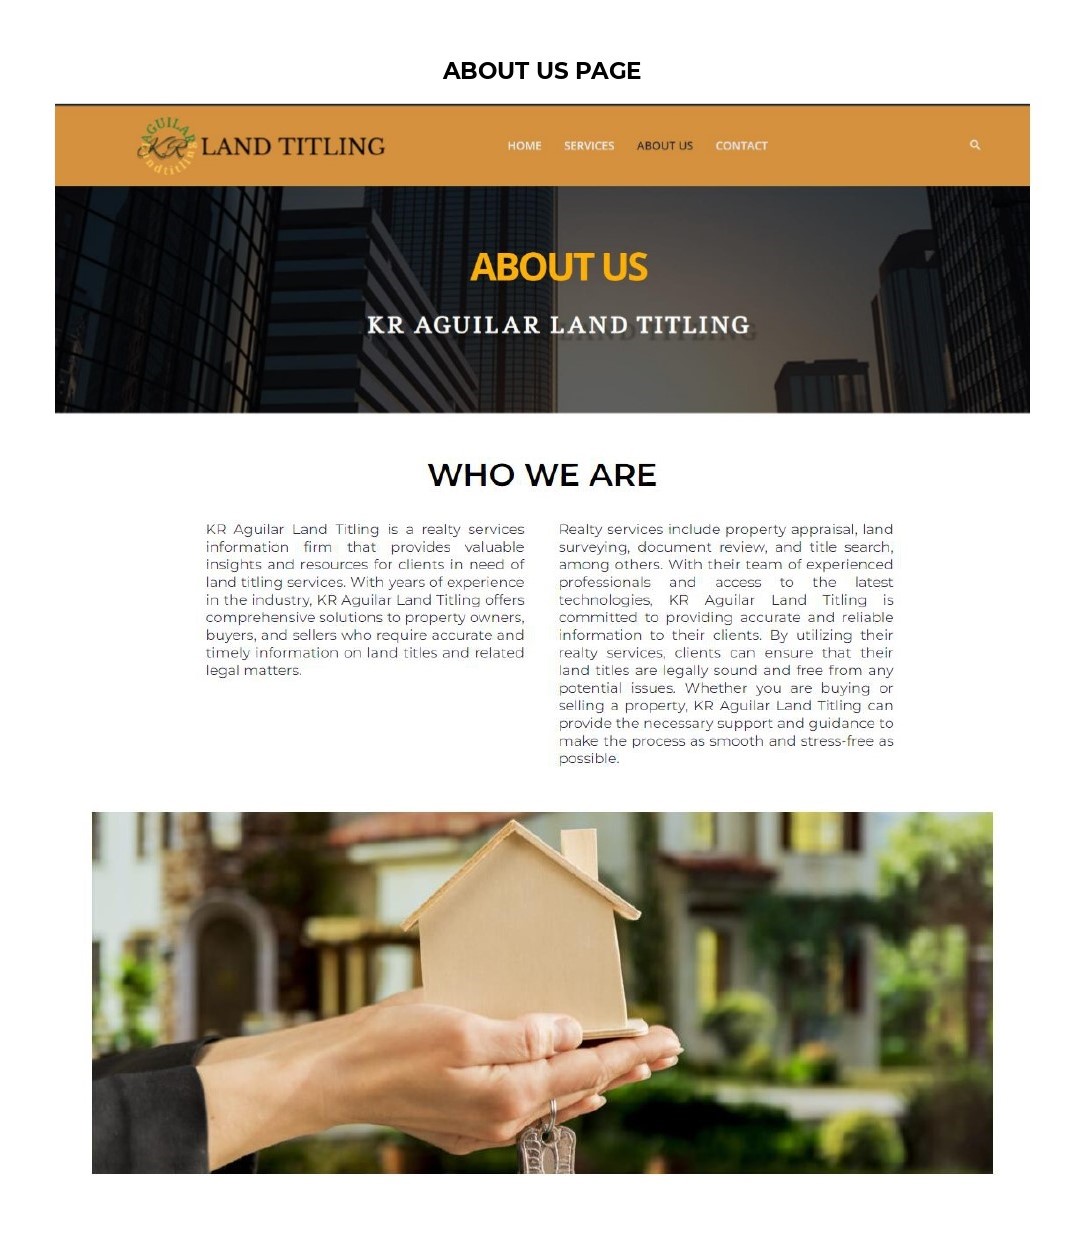 ABOUT US PAGE
AGUILAR
KR
landtitling
LAND TITLING
HOME SERVICES ABOUT US CONTACT
ABOUT US
KR AGUILAR LAND TITLING
WHO WE ARE
KR Aguilar Land Titling is a realty services
information firm that provides valuable
insights and resources for clients in need of
land titling services. With years of experience
in the industry, KR Aguilar Land Titling offers
comprehensive solutions to property owners,
buyers, and sellers who require accurate and
timely information on land titles and related
legal matters.
Realty services include property appraisal, land
surveying, document review, and title search,
among others. With their team of experienced
professionals and access to the latest
technologies, KR Aguilar Land Titling is
committed to providing accurate and reliable
information to their clients. By utilizing their
realty services, clients can ensure that their
land titles are legally sound and free from any
potential issues. Whether you are buying or
selling a property, KR Aguilar Land Titling can
provide the necessary support and guidance to
make the process as smooth and stress-free as
possible.